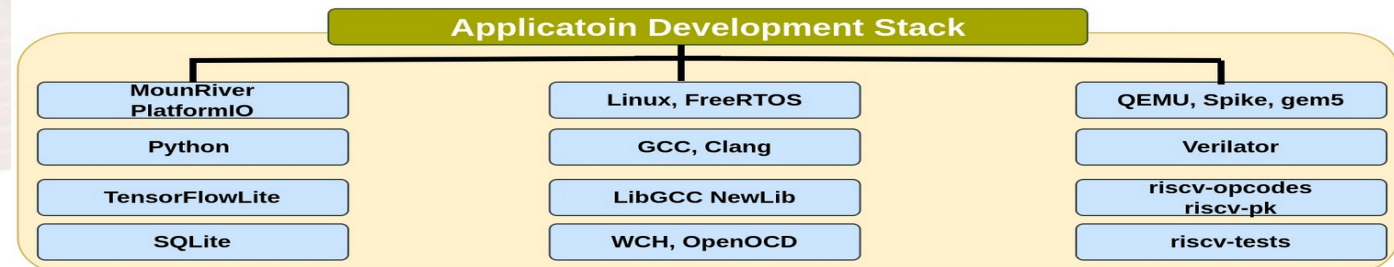 Applicatoin Development Stack
MounRiver
PlatformIO
Python
TensorFlowLite
SQLite
Linux, FreeRTOS
GCC, Clang
LibGCC NewLib
WCH, OpenOCD
QEMU, Spike, gem5
Verilator
riscv-opcodes
riscv-pk
riscv-tests